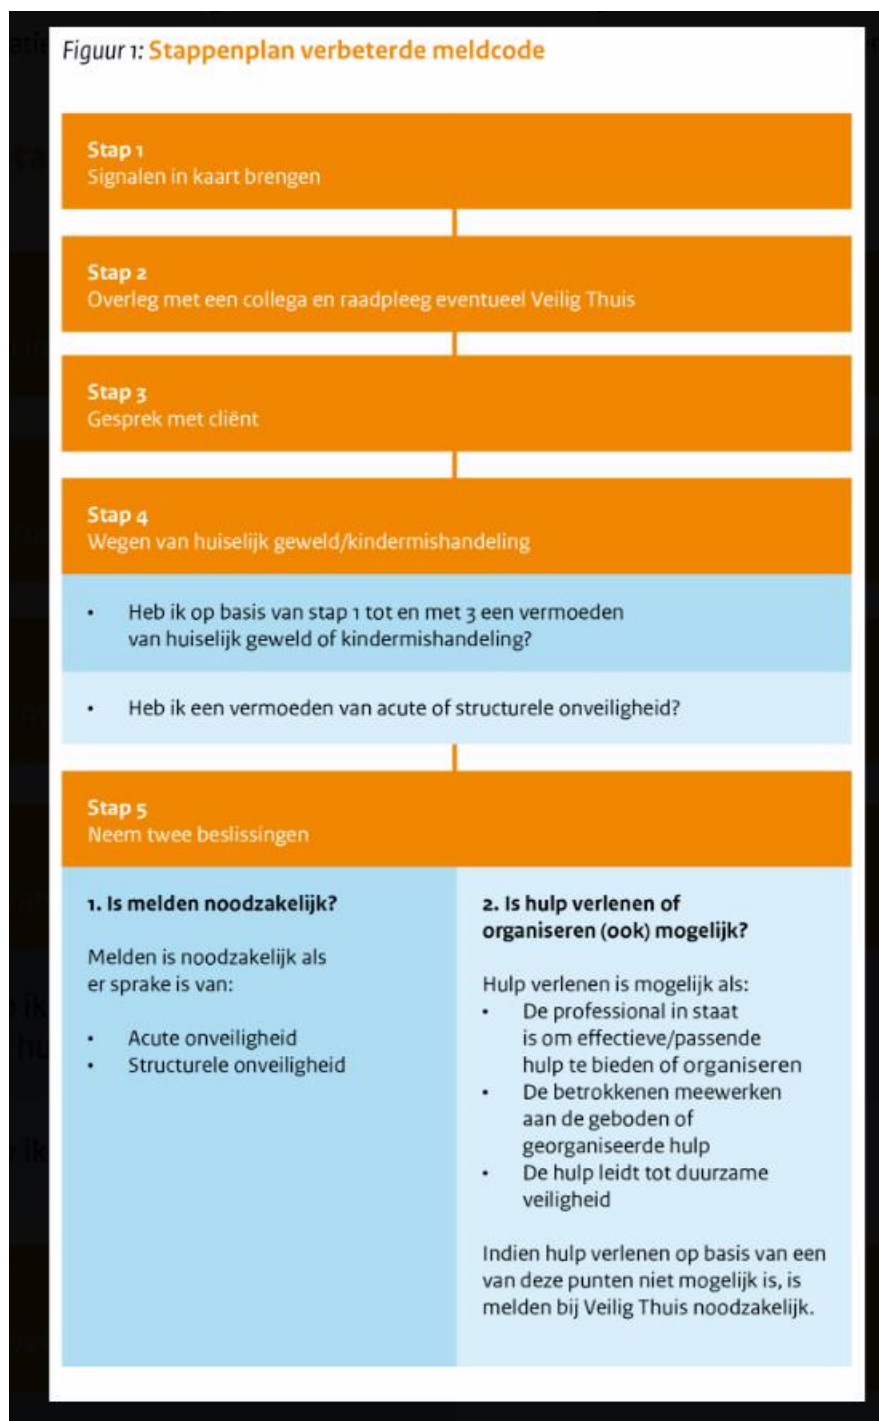 Figuur 1: Stappenplan verbeterde meldcode
Stap 1
Signalen in kaart brengen
Stap 2
Overleg met een collega en raadpleeg eventueel Veilig Thuis
Stap 3
Gesprek met cliënt
Stap 4
Wegen van huiselijk geweld/kindermishandeling
• Heb ik op basis van stap 1 tot en met 3 een vermoeden
van huiselijk geweld of kindermishandeling?
• Heb ik een vermoeden van acute of structurele onveiligheid?
Stap 5
Neem twee beslissingen
1. Is melden noodzakelijk?
Melden is noodzakelijk als
er sprake is van:
• Acute onveiligheid
• Structurele onveiligheid
2. Is hulp verlenen of
organiseren (ook) mogelijk?
Hulp verlenen is mogelijk als:
• De professional in staat
is om effectieve/passende
hulp te bieden of organiseren
• De betrokkenen meewerken
aan de geboden of
georganiseerde hulp
• De hulp leidt tot duurzame
veiligheid
Indien hulp verlenen op basis van een
van deze punten niet mogelijk is, is
melden bij Veilig Thuis noodzakelijk.